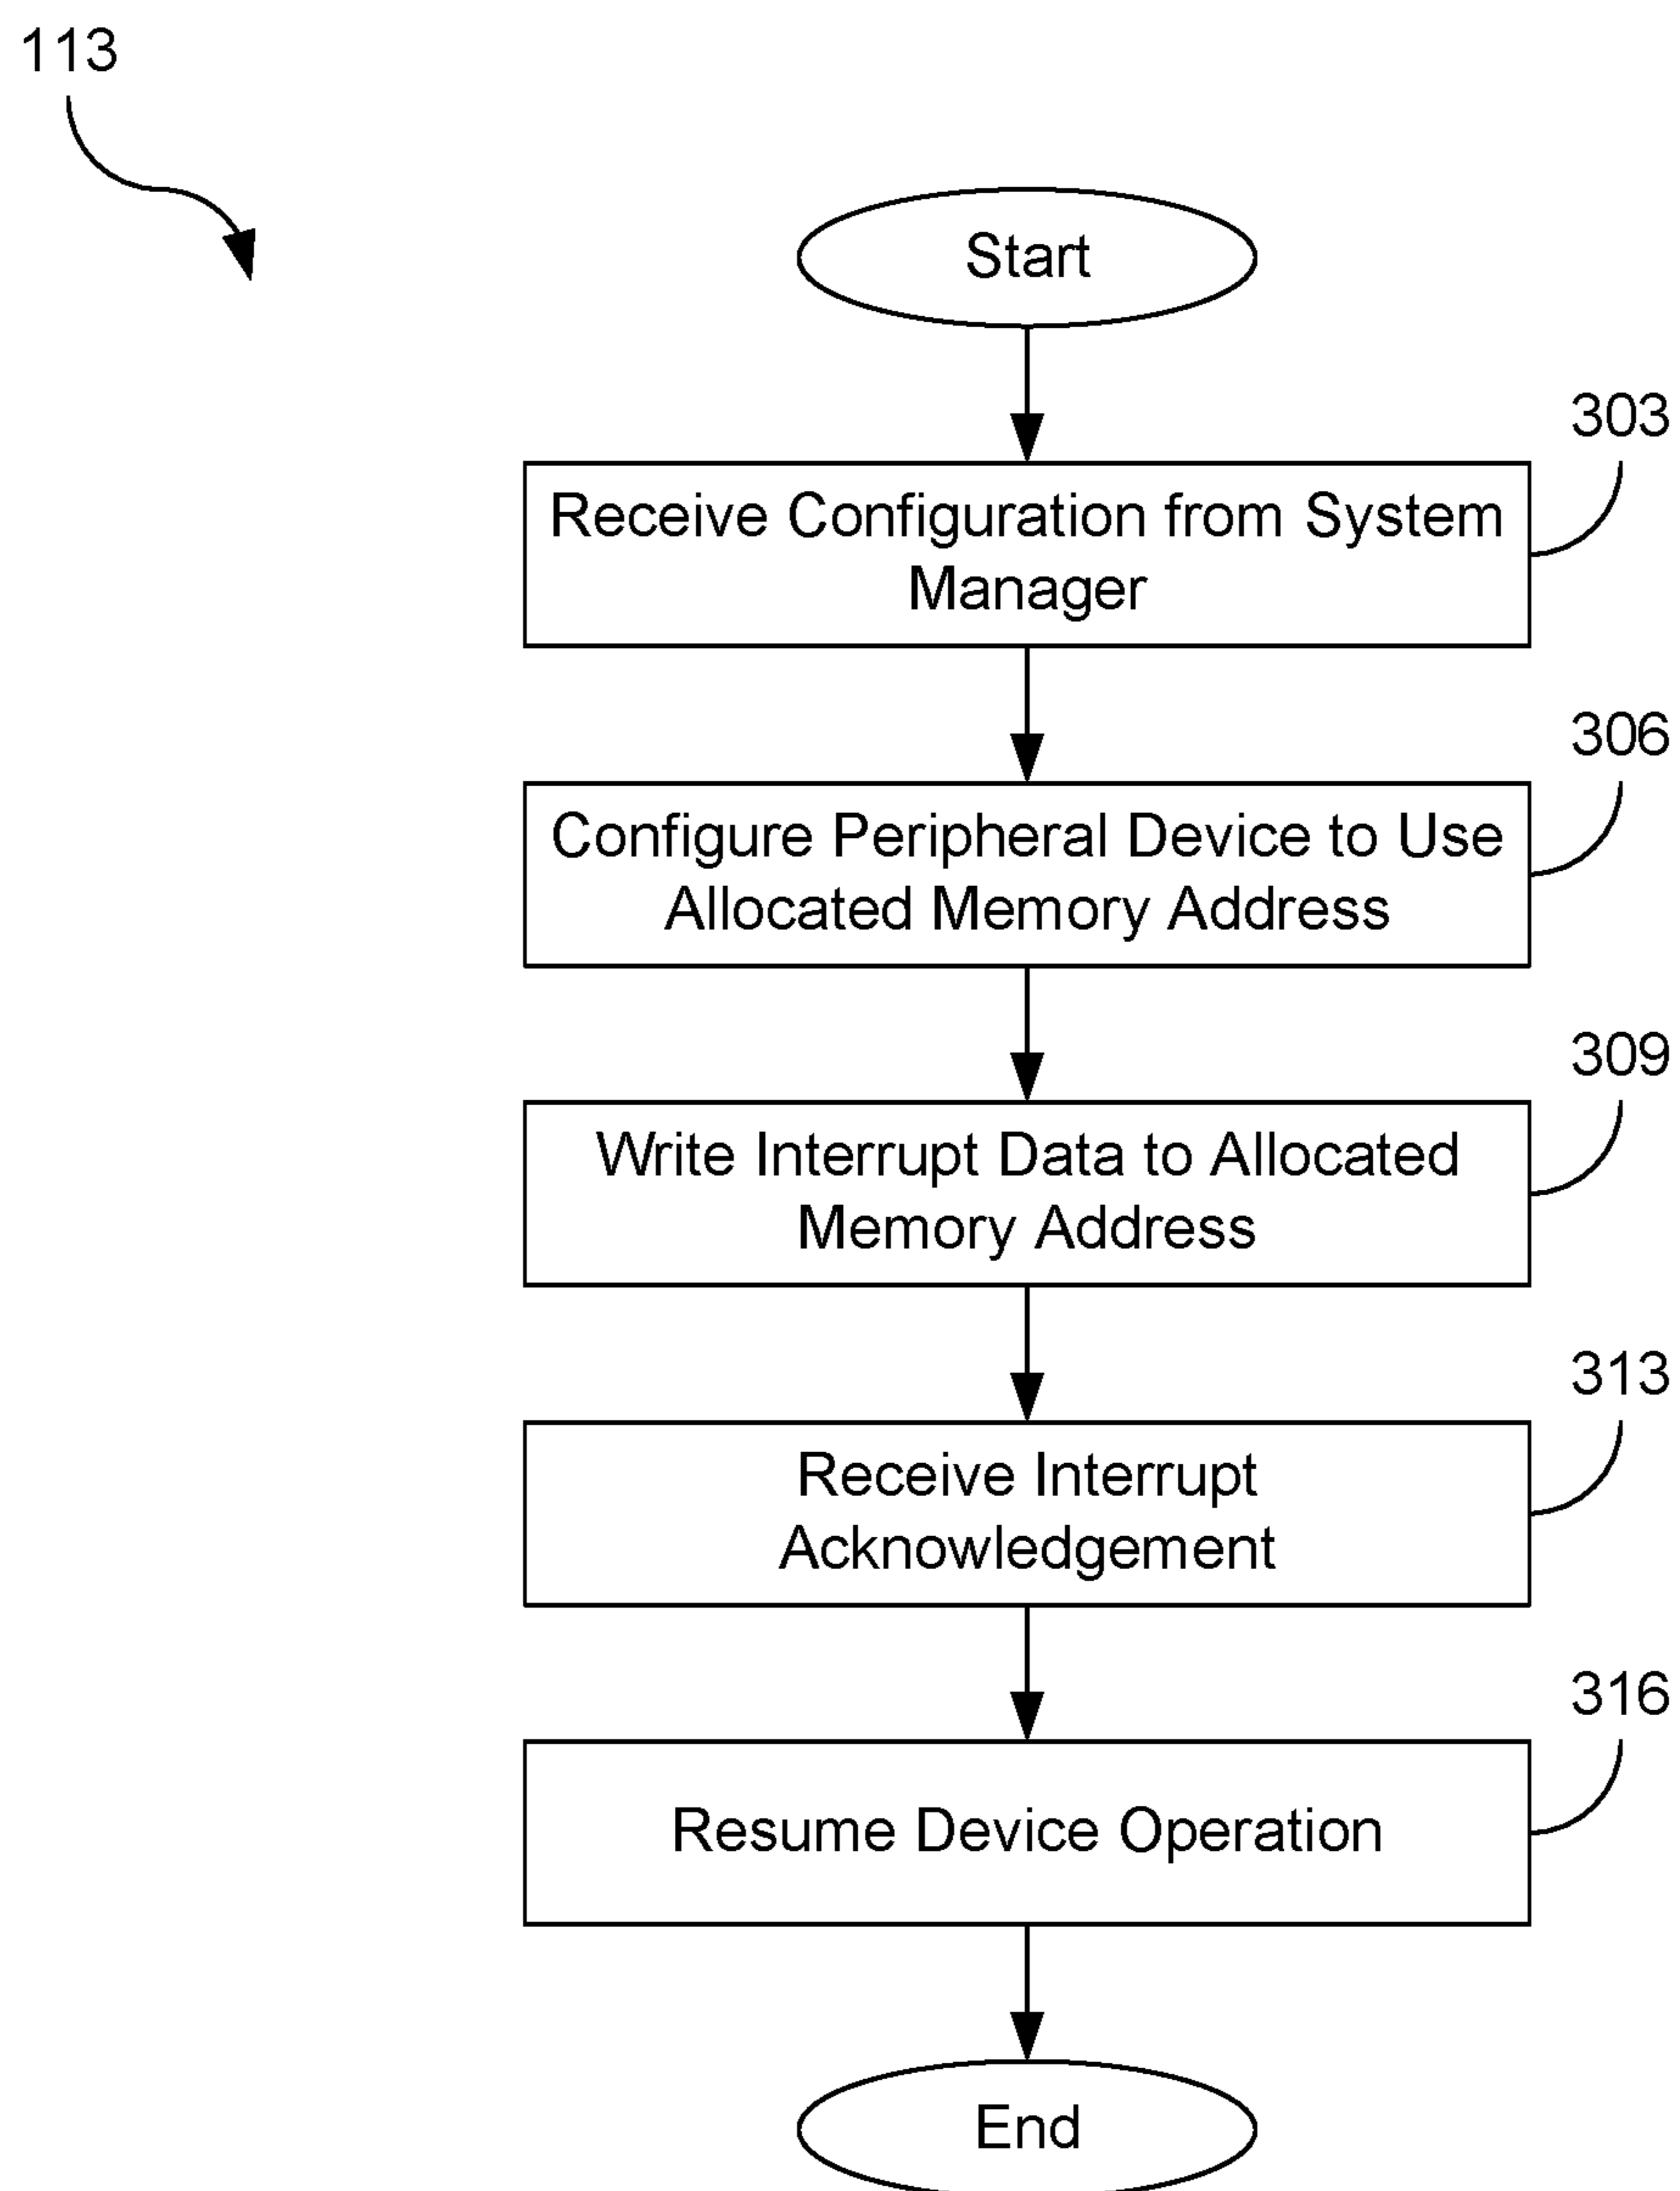 113
Start
303
Receive Configuration from System
Manager
306
Configure Peripheral Device to Use
Allocated Memory Address
309
Write Interrupt Data to Allocated
Memory Address
313
Receive Interrupt
Acknowledgement
316
Resume Device Operation
End